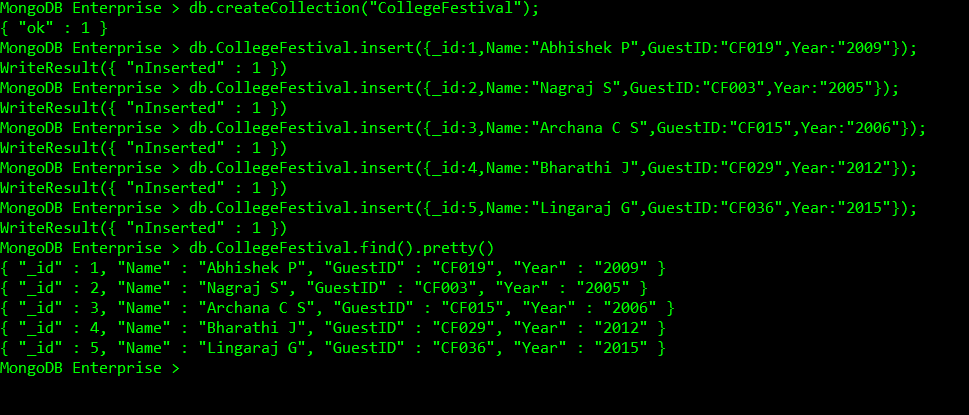 MongoDB Enterprise > db.createCollection("CollegeFestival");
{ "ok" : 1 }
MongoDB Enterprise > db.CollegeFestival.insert({_id:1,Name:"Abhishek P",GuestID:"CF019",Year:"2009"});
WriteResult({ "nInserted" : 1 })
MongoDB Enterprise > db.CollegeFestival.insert({_id:2,Name:"Nagraj S",GuestID:"CF003",Year:"2005"});
WriteResult({ "nInserted" : 1 })
MongoDB Enterprise > db.CollegeFestival.insert({_id:3,Name:"Archana C S",GuestID:"CF015",Year:"2006"});
WriteResult({ "nInserted" : 1 })
MongoDB Enterprise > db.CollegeFestival.insert({_id:4,Name:"Bharathi J",GuestID:"CF029",Year:"2012"});
WriteResult({ "nInserted" : 1 })
MongoDB Enterprise > db.CollegeFestival.insert({_id:5,Name:"Lingaraj G",GuestID:"CF036",Year:"2015"});
WriteResult({ "nInserted" : 1 })
MongoDB Enterprise > db.CollegeFestival.find().pretty()
{ "_id" : 1, "Name" : "Abhishek P", "GuestID" : "CF019", "Year" : "2009" }
{ "_id" : 2, "Name" : "Nagraj S", "GuestID" : "CF003", "Year" : "2005" }
{ "_id" : 3, "Name" : "Archana C S", "GuestID" : "CF015", "Year" : "2006" }
{ "_id" : 4, "Name" : "Bharathi J", "GuestID" : "CF029", "Year" : "2012" }
{ "_id" : 5, "Name" : "Lingaraj G", "GuestID" : "CF036", "Year" : "2015" }
MongoDB Enterprise >